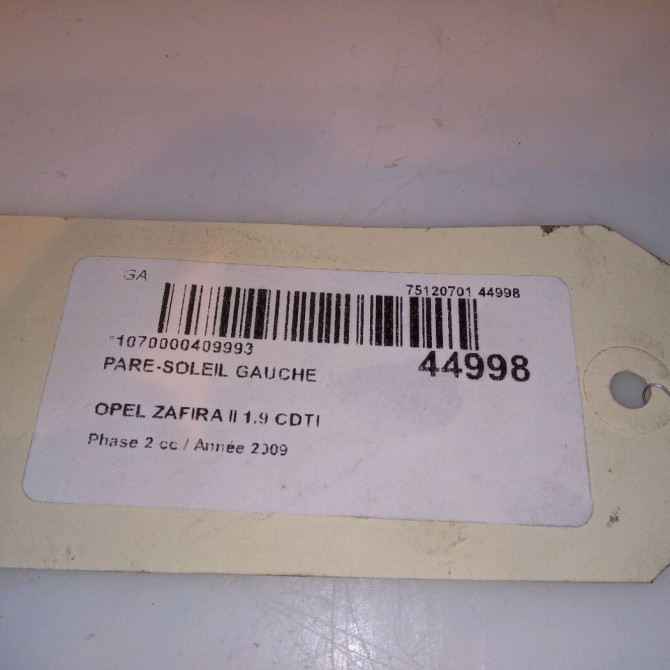 GA
75120701 44998
*1070000409993
44998
PARE-SOLEIL GAUCHE
OPEL ZAFIRA II 1.9 CDTI
Phase 2 cc / Année 2009